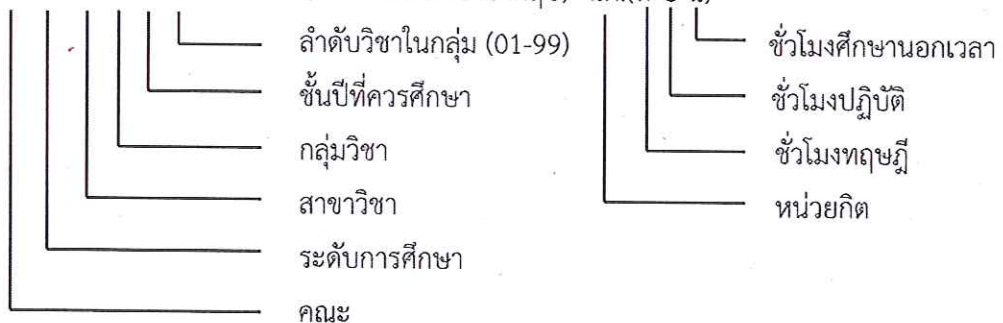 ลำดับวิชาในกลุ่ม (01-99)
ชั้นปีที่ควรศึกษา
กลุ่มวิชา
สาขาวิชา
ระดับการศึกษา
คณะ
ชั่วโมงศึกษานอกเวลา
ชั่วโมงปฏิบัติ
ชั่วโมงทฤษฎี
หน่วยกิต